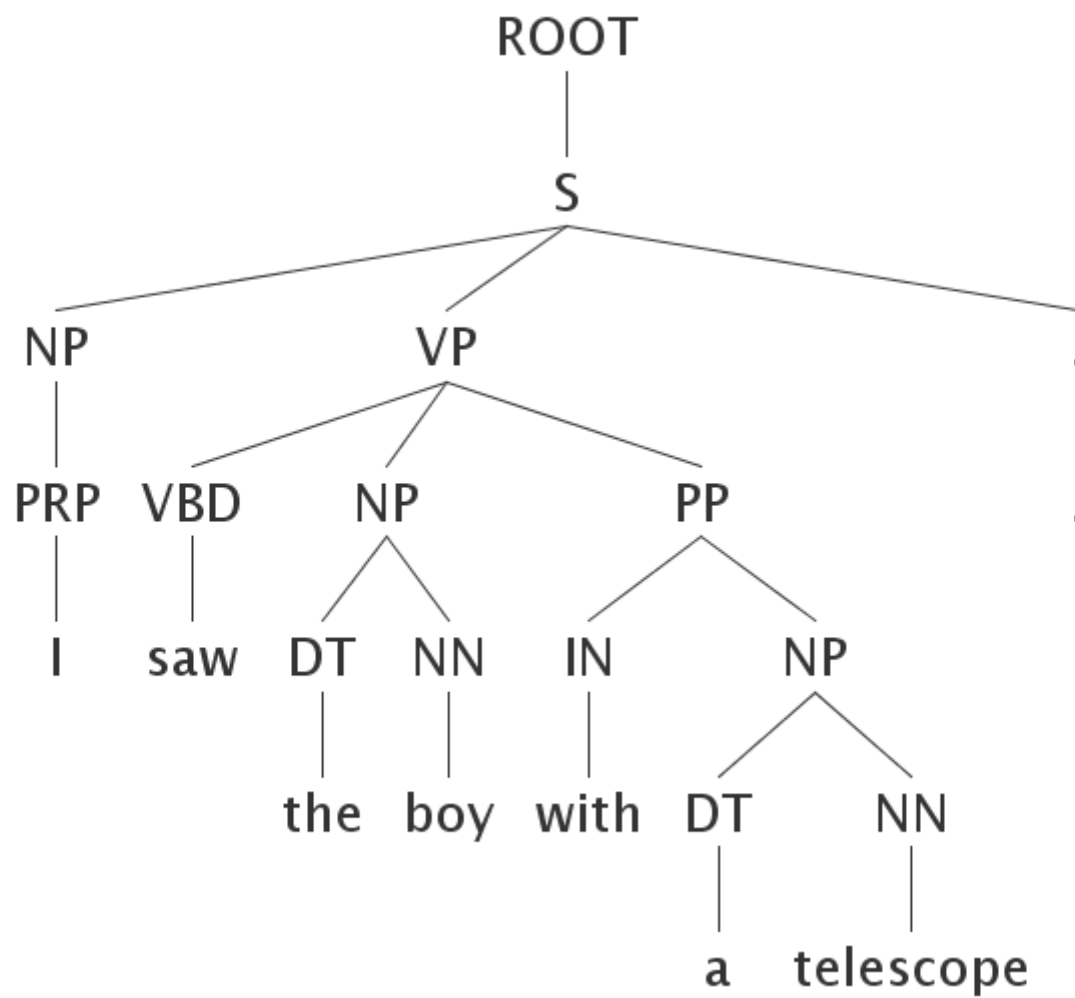 ROOT
S
NP VP
PRP VBD NP PP
I saw DT NN IN NP
the boy with DT NN
a telescope